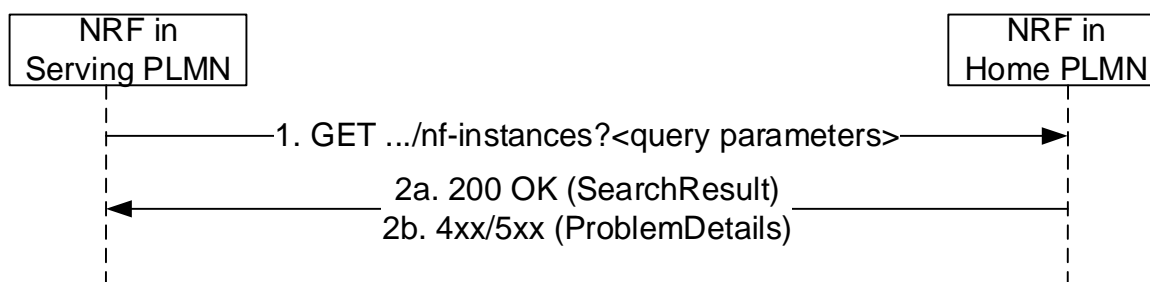 NRF in
Serving PLMN
NRF in
Home PLMN
1. GET .../nf-instances?<query parameters>
2a. 200 OK (SearchResult)
2b. 4xx/5xx (ProblemDetails)